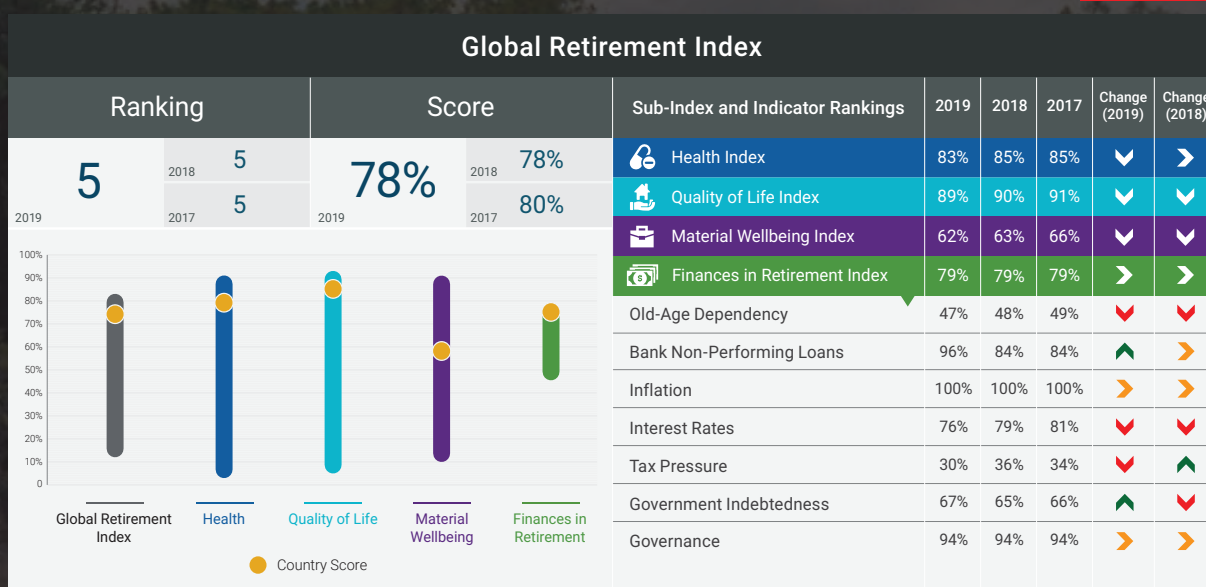 Global Retirement Index
Ranking
Score
5
2019
2018
5
2017
5
78%
2019
2018
78%
2017
80%
100%
90%
80%
70%
60%
50%
40%
30%
20%
10%
0
Global Retirement
Index
Health
Quality of Life
Material
Wellbeing
Finances in
Retirement
Country Score
Sub-Index and Indicator Rankings 2019 2018 2017 Change (2019) Change (2018)
Health Index 83% 85% 85%
Quality of Life Index 89% 90% 91%
Material Wellbeing Index 62% 63% 66%
Finances in Retirement Index 79% 79% 79%
Old-Age Dependency 47% 48% 49%
Bank Non-Performing Loans 96% 84% 84%
Inflation 100% 100% 100%
Interest Rates 76% 79% 81%
Tax Pressure 30% 36% 34%
Government Indebtedness 67% 65% 66%
Governance 94% 94% 94%